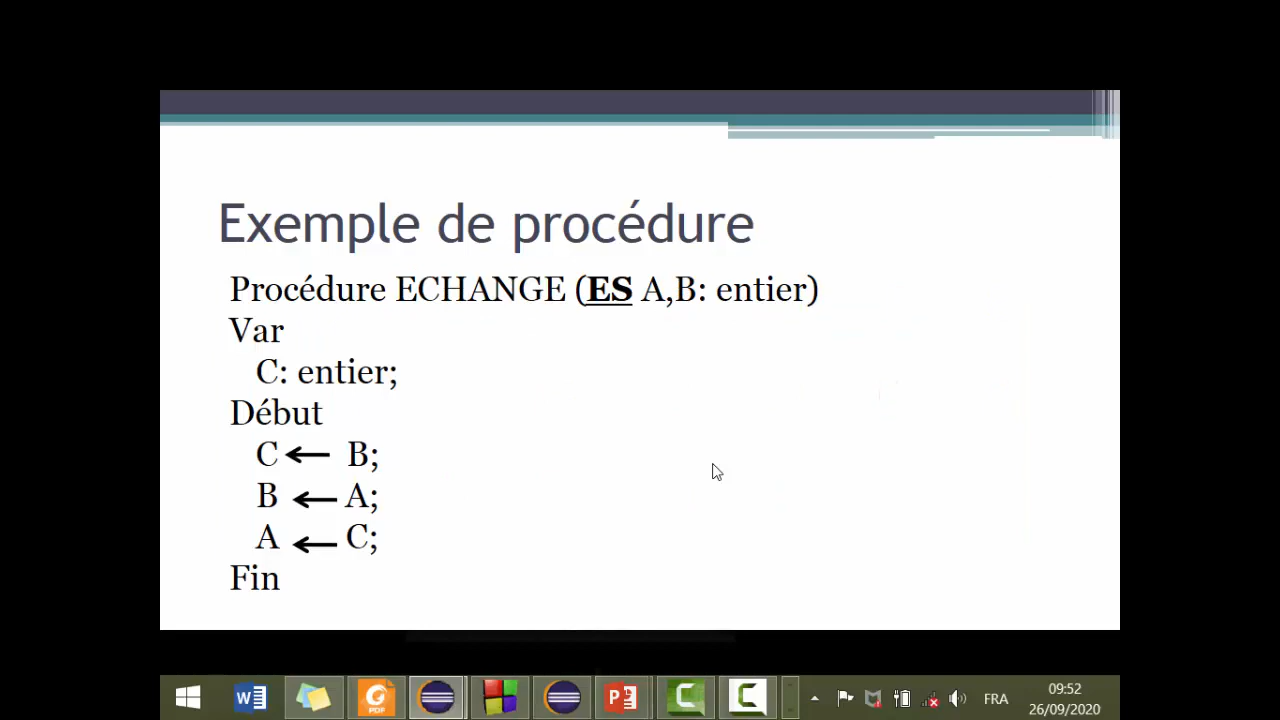 Exemple de procédure
Procédure ECHANGE (ES A,B: entier)
Var
C: entier;
Début
C ← B;
B ← A;
A ← C;
Fin
FRA
09:52
26/09/2020